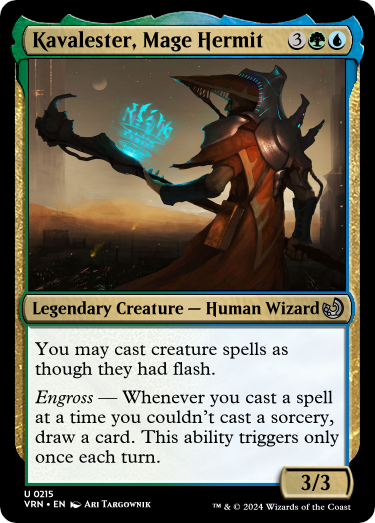 Kavalester, Mage Hermit 3
Legendary Creature — Human Wizard
You may cast creature spells as
though they had flash.
Engross — Whenever you cast a spell
at a time you couldn't cast a sorcery,
draw a card. This ability triggers only
once each turn.
3/3
U 0215
VRN • EN Ari Targownik
™ & © 2024 Wizards of the Coast